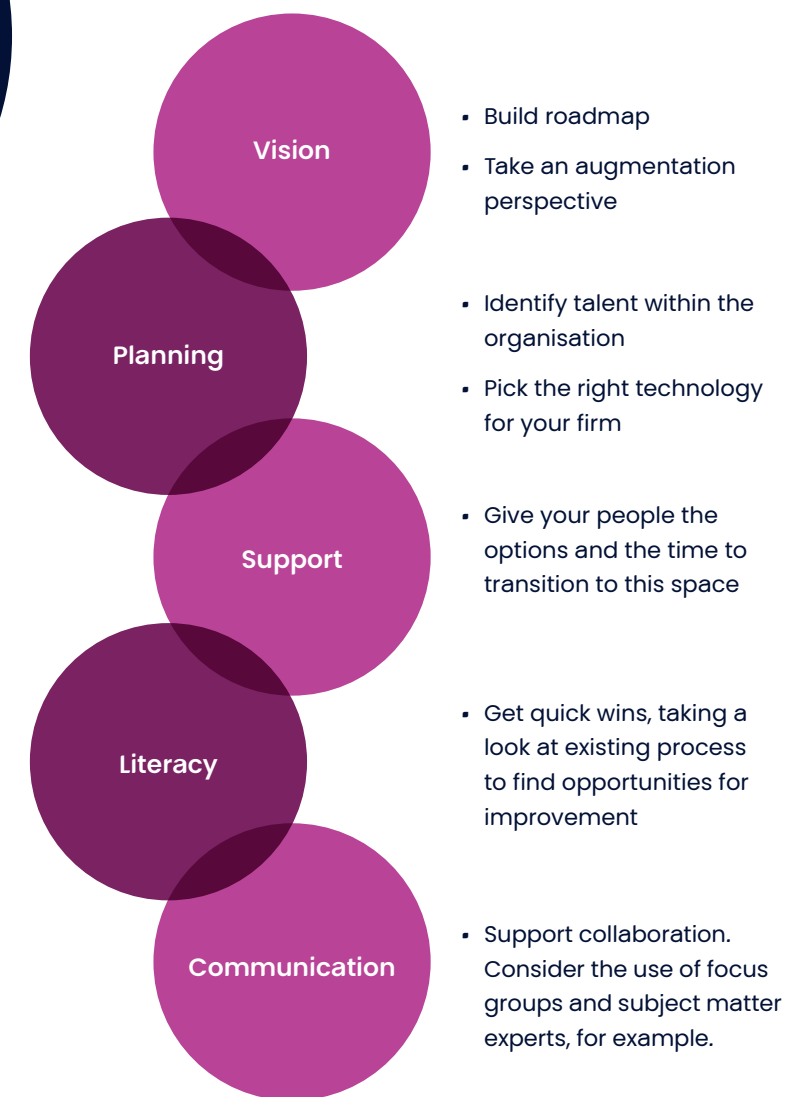 Vision
• Build roadmap
• Take an augmentation
perspective
Planning
• Identify talent within the
organisation
• Pick the right technology
for your firm
Support
• Give your people the
options and the time to
transition to this space
Literacy
• Get quick wins, taking a
look at existing process
to find opportunities for
improvement
Communication
• Support collaboration.
Consider the use of focus
groups and subject matter
experts, for example.